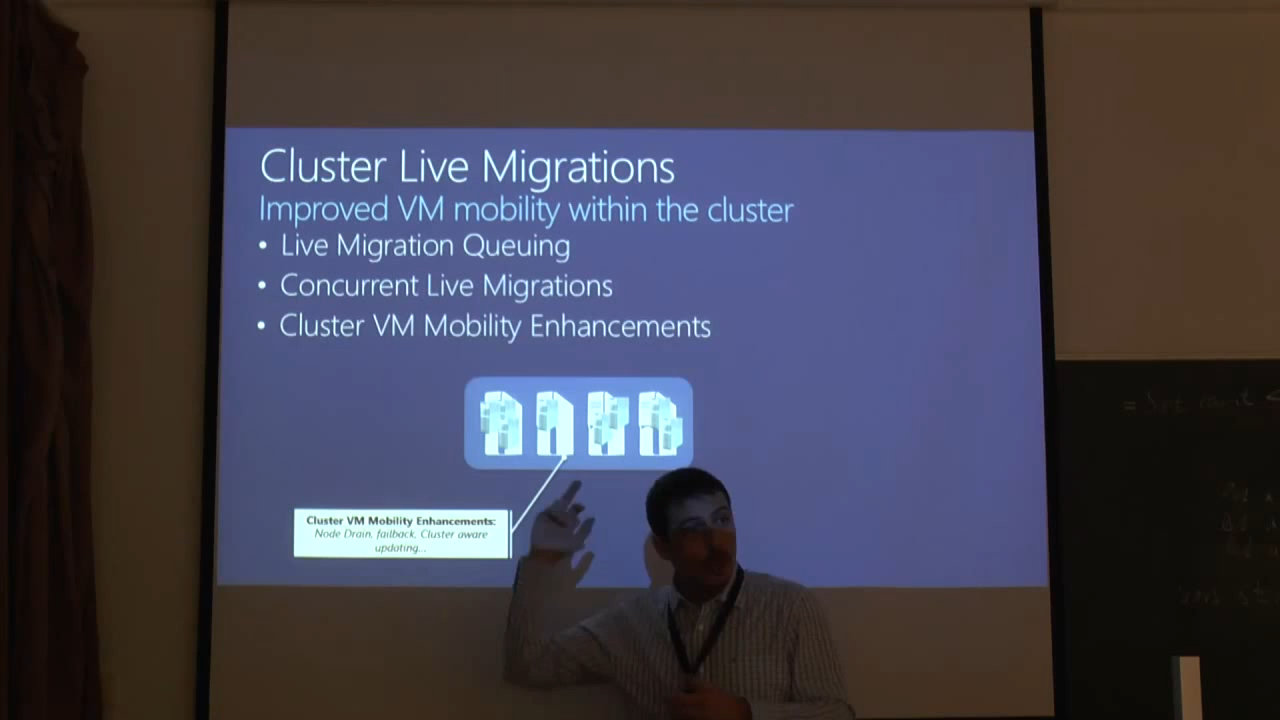 Cluster Live Migrations
Improved VM mobility within the cluster
• Live Migration Queuing
• Concurrent Live Migrations
• Cluster VM Mobility Enhancements
Cluster VM Mobility Enhancements:
Node Drain, failback, Cluster aware
updating...